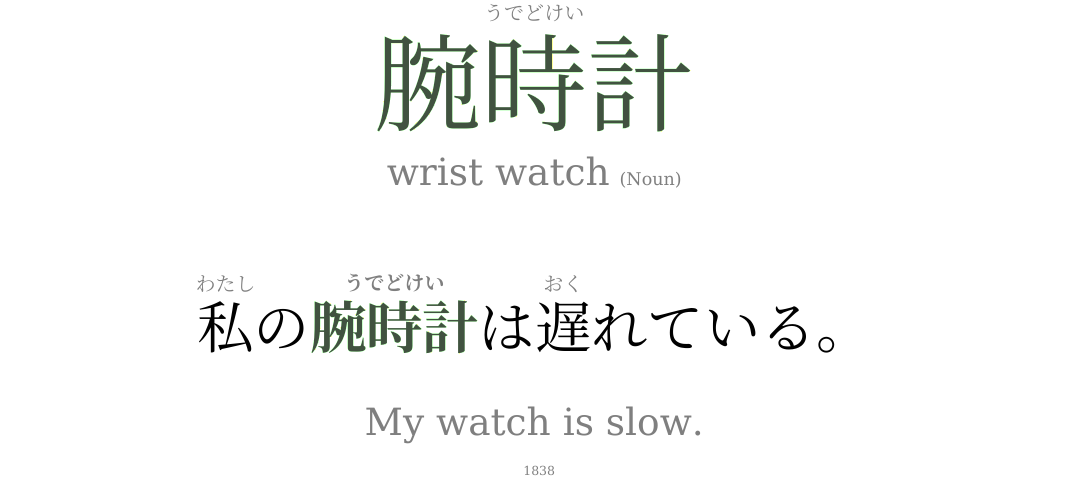 うでどけい
腕時計
wrist watch (Noun)
わたし うでどけい おく
私の腕時計は遅れている。
My watch is slow.
1838